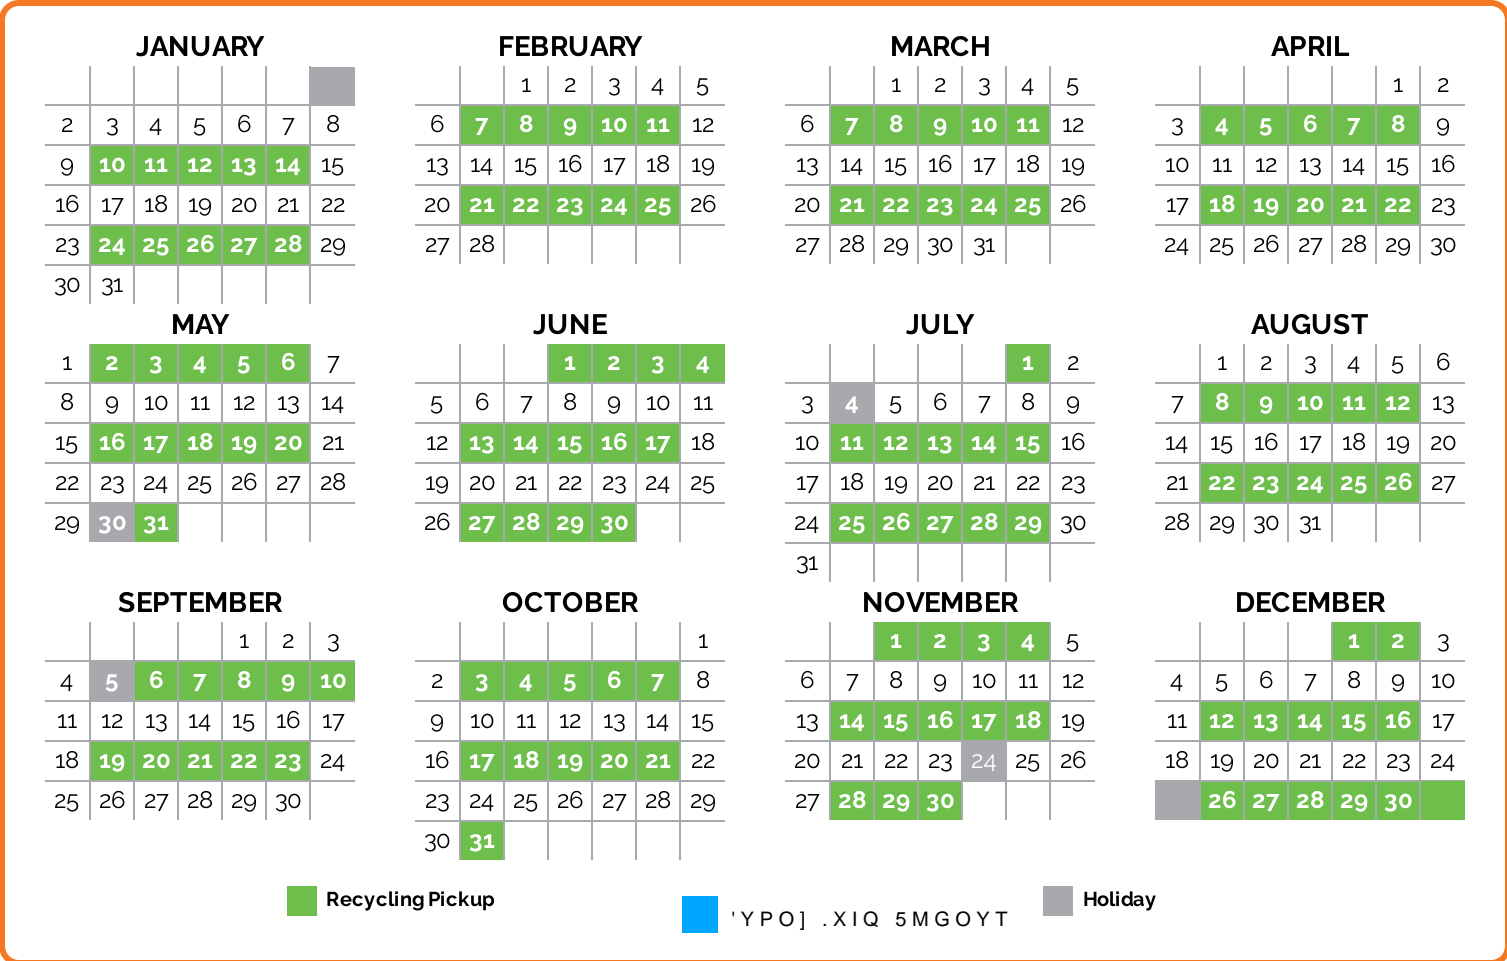 JANUARY FEBRUARY MARCH APRIL
1 2 3 4 5 1 2 3 4 5 1 2
2 3 4 5 6 7 8 6 7 8 9 10 11 12 6 7 8 9 10 11 12 3 4 5 6 7 8 9
9 10 11 12 13 14 15 13 14 15 16 17 18 19 13 14 15 16 17 18 19 10 11 12 13 14 15 16
16 17 18 19 20 21 22 20 21 22 23 24 25 26 20 21 22 23 24 25 26 17 18 19 20 21 22 23
23 24 25 26 27 28 29 27 28 27 28 29 30 31 24 25 26 27 28 29 30
30 31
MAY JUNE JULY AUGUST
1 2 3 4 5 6 7 1 2 3 4 1 2 1 2 3 4 5 6
8 9 10 11 12 13 14 5 6 7 8 9 10 11 3 4 5 6 7 8 9 7 8 9 10 11 12 13
15 16 17 18 19 20 21 12 13 14 15 16 17 18 10 11 12 13 14 15 16 14 15 16 17 18 19 20
22 23 24 25 26 27 28 19 20 21 22 23 24 25 17 18 19 20 21 22 23 21 22 23 24 25 26 27
29 30 31 26 27 28 29 30 24 25 26 27 28 29 30 28 29 30 31
31
SEPTEMBER OCTOBER NOVEMBER DECEMBER
1 2 3 1 1 2 3 4 5 1 2 3
4 5 6 7 8 9 10 2 3 4 5 6 7 8 6 7 8 9 10 11 12 4 5 6 7 8 9 10
11 12 13 14 15 16 17 9 10 11 12 13 14 15 13 14 15 16 17 18 19 11 12 13 14 15 16 17
18 19 20 21 22 23 24 16 17 18 19 20 21 22 20 21 22 23 24 25 26 18 19 20 21 22 23 24
25 26 27 28 29 30 23 24 25 26 27 28 29 27 28 29 30 26 27 28 29 30
30 31
Recycling Pickup 'YPO] .XIQ 5MGOYT Holiday